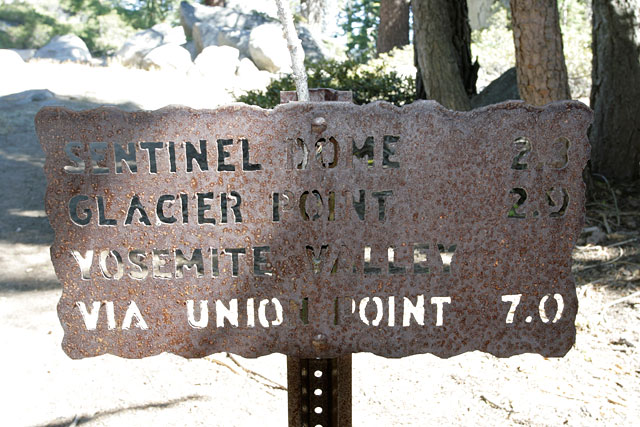 SENTINEL DOME 2.3
GLACIER POINT 2.9
YOSEMITE VALLEY
VIA UNION POINT 7.0